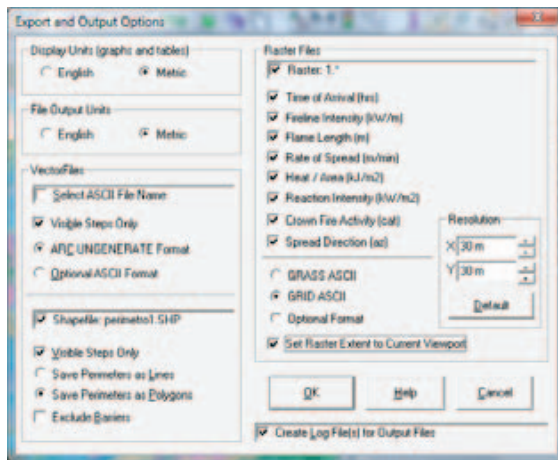 Export and Output Options
Display Units (graphs and tables)
English
Metric
File Output Units
English
Metric
VectorFiles
Select ASCII File Name
Visible Steps Only
ARC UNGENERATE Format
Optional ASCII Format
Shapefile: perimetro1.SHP
Visible Steps Only
Save Perimeters as Lines
Save Perimeters as Polygons
Exclude Barriers
Raster Files
Raster: 1.*
Time of Arrival (hrs)
Fireline Intensity (kW/m)
Flame Length (m)
Rate of Spread (m/min)
Heat / Area (kJ/m2)
Reaction Intensity (kW/m2)
Crown Fire Activity (cat)
Spread Direction (az)
GRASS ASCII
GRID ASCII
Optional Format
Resolution
X 30 m
Y 30 m
Default
Set Raster Extent to Current Viewport
OK
Help
Cancel
Create Log File(s) for Output Files